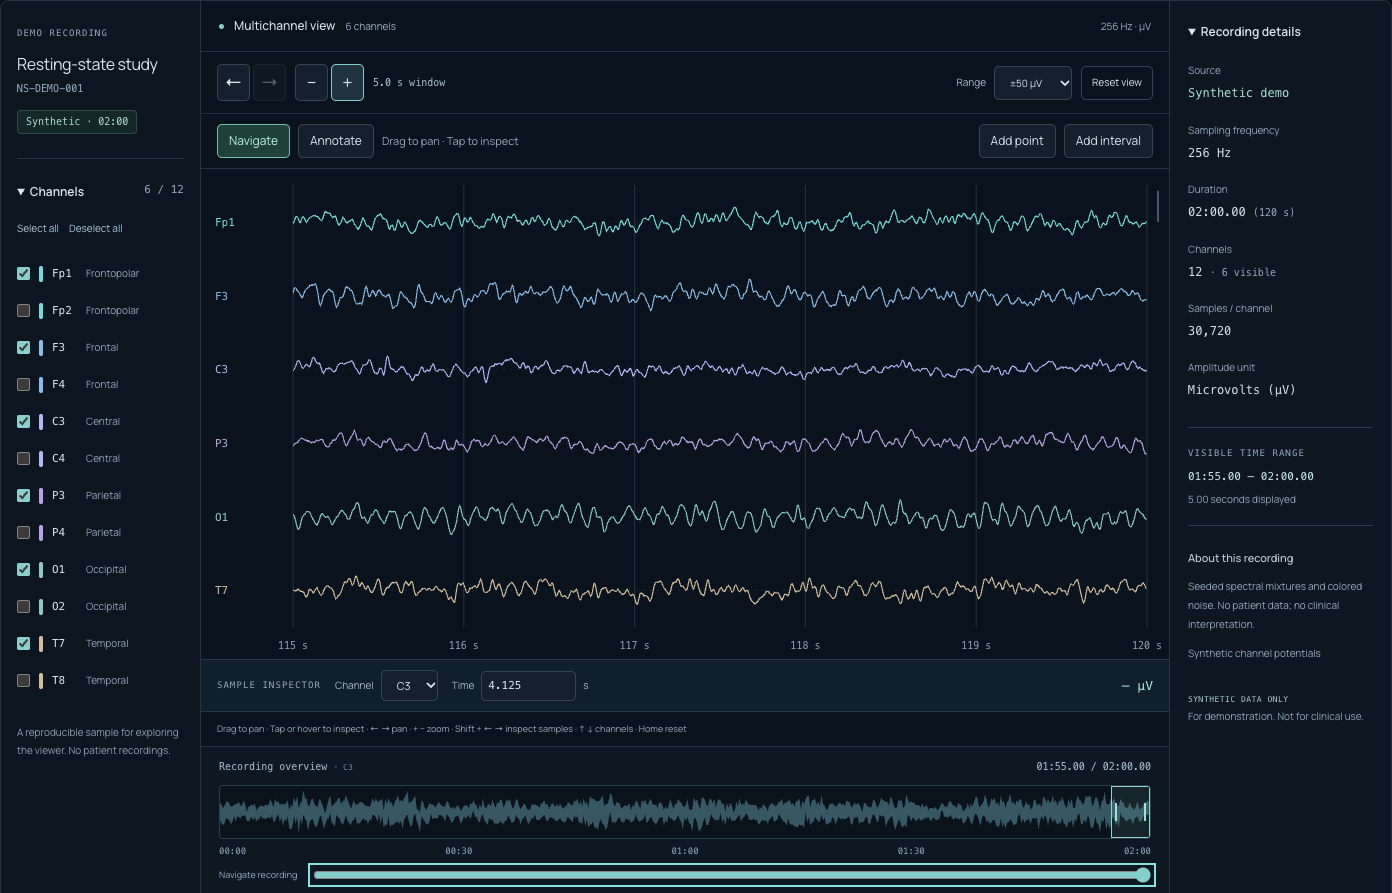 DEMO RECORDING
Resting-state study
NS-DEMO-001
Synthetic · 02:00
▼ Channels 6 / 12
Select all Deselect all
Fp1 Frontopolar
Fp2 Frontopolar
F3 Frontal
F4 Frontal
C3 Central
C4 Central
P3 Parietal
P4 Parietal
O1 Occipital
O2 Occipital
T7 Temporal
T8 Temporal
A reproducible sample for exploring
the viewer. No patient recordings.
Multichannel view 6 channels 256 Hz · µV
← → − + 5.0 s window Range ±50 µV Reset view
Navigate Annotate Drag to pan · Tap to inspect Add point Add interval
Fp1
F3
C3
P3
O1
T7
115 s 116 s 117 s 118 s 119 s 120 s
SAMPLE INSPECTOR Channel C3 Time 4.125 s — µV
Drag to pan · Tap or hover to inspect · ← → pan · + − zoom · Shift + ← → inspect samples · ↑ ↓ channels · Home reset
Recording overview · C3 01:55.00 / 02:00.00
00:00 00:30 01:00 01:30 02:00
Navigate recording
▼ Recording details
Source
Synthetic demo
Sampling frequency
256 Hz
Duration
02:00.00 (120 s)
Channels
12 · 6 visible
Samples / channel
30,720
Amplitude unit
Microvolts (µV)
VISIBLE TIME RANGE
01:55.00 — 02:00.00
5.00 seconds displayed
About this recording
Seeded spectral mixtures and colored
noise. No patient data; no clinical
interpretation.
Synthetic channel potentials
SYNTHETIC DATA ONLY
For demonstration. Not for clinical use.